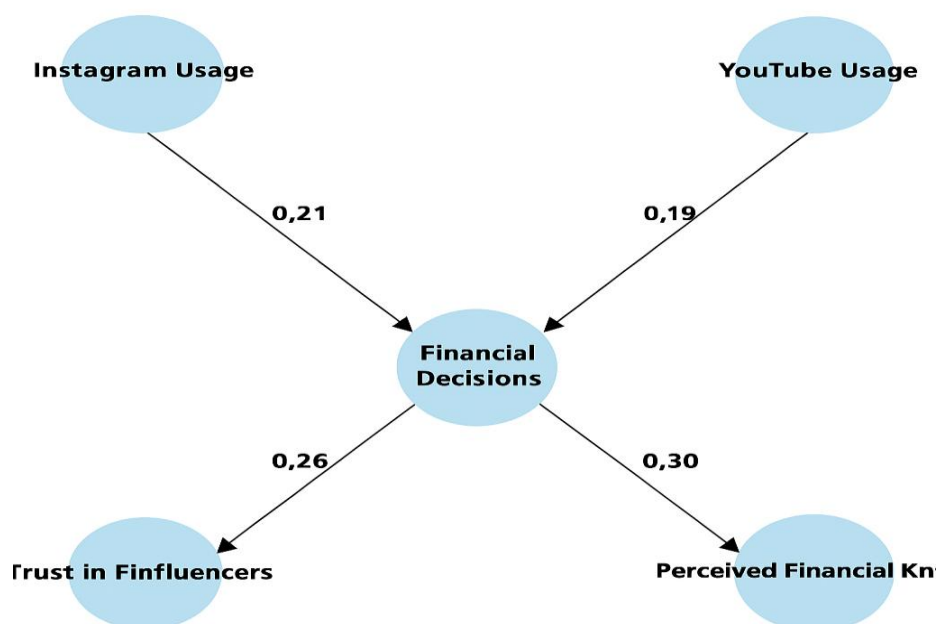 Instagram Usage
YouTube Usage
0,21
0,19
Financial
Decisions
0,26
0,30
Trust in Finfluencers
Perceived Financial